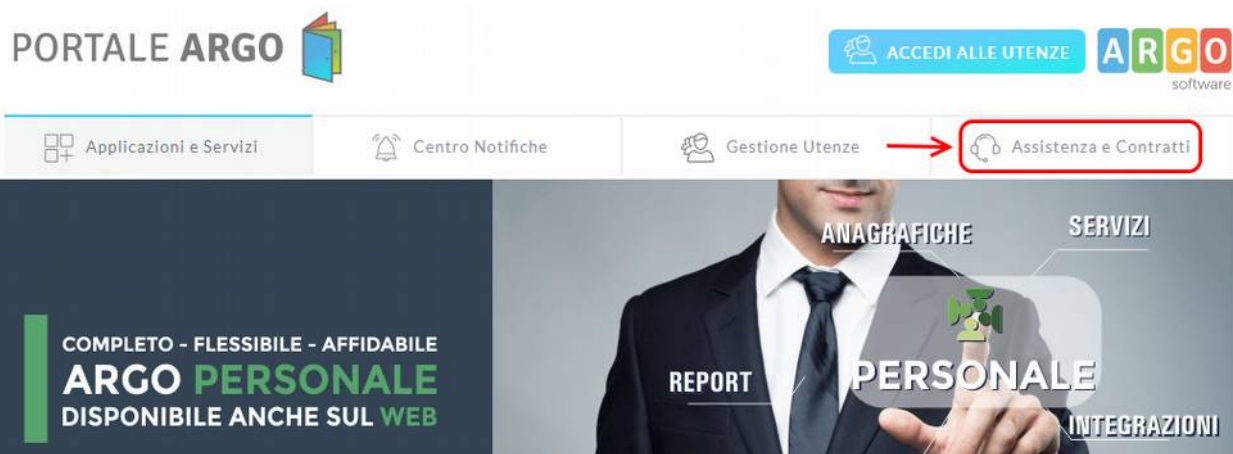 PORTALE ARGO
ACCEDI ALLE UTENZE
ARGO
software
Applicazioni e Servizi
Centro Notifiche
Gestione Utenze
Assistenza e Contratti
ANAGRAFICHE
SERVIZI
COMPLETO - FLESSIBILE - AFFIDABILE
ARGO PERSONALE
DISPONIBILE ANCHE SUL WEB
REPORT
PERSONALE
INTEGRAZIONI